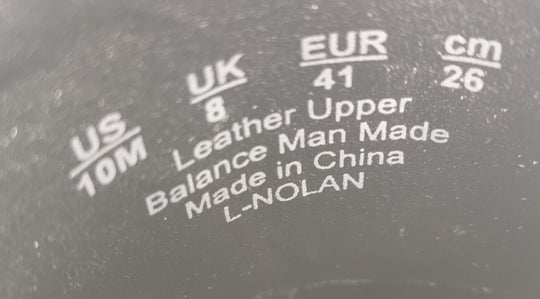 US UK EUR cm
10M 8 41 26
Leather Upper
Balance Man Made
Made in China
L-NOLAN